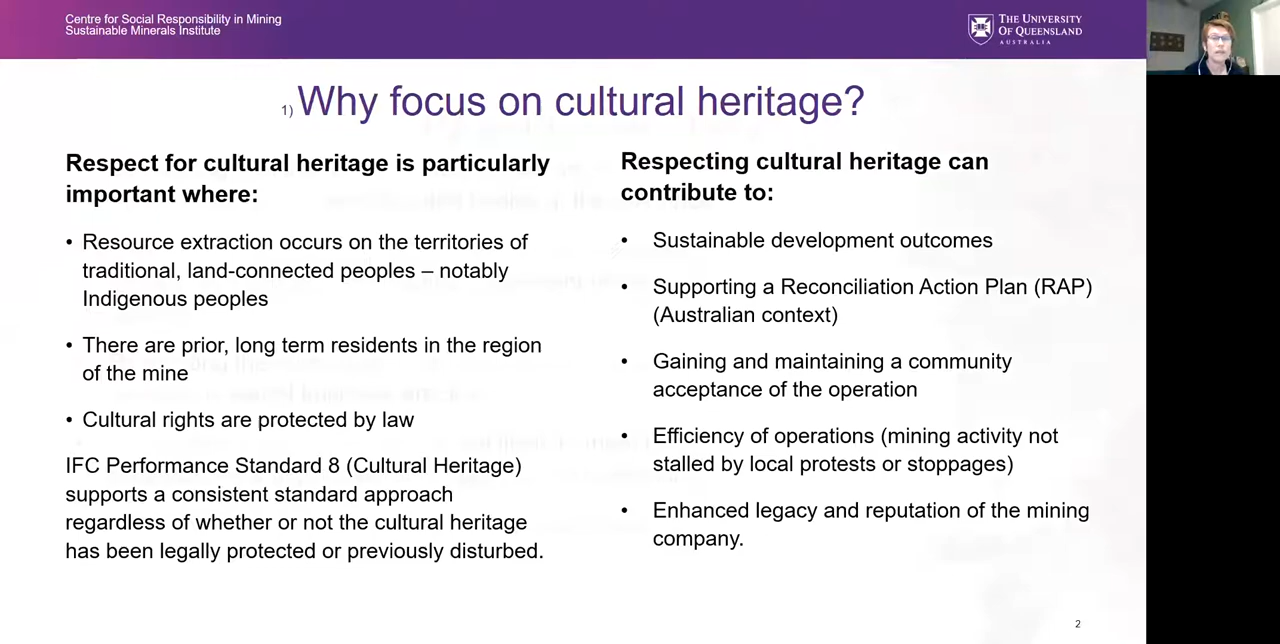 Centre for Social Responsibility in Mining
Sustainable Minerals Institute
THE UNIVERSITY
OF QUEENSLAND
AUSTRALIA
1) Why focus on cultural heritage?
Respect for cultural heritage is particularly
important where:
• Resource extraction occurs on the territories of
traditional, land-connected peoples – notably
Indigenous peoples
• There are prior, long term residents in the region
of the mine
• Cultural rights are protected by law
IFC Performance Standard 8 (Cultural Heritage)
supports a consistent standard approach
regardless of whether or not the cultural heritage
has been legally protected or previously disturbed.
Respecting cultural heritage can
contribute to:
• Sustainable development outcomes
• Supporting a Reconciliation Action Plan (RAP)
(Australian context)
• Gaining and maintaining a community
acceptance of the operation
• Efficiency of operations (mining activity not
stalled by local protests or stoppages)
• Enhanced legacy and reputation of the mining
company.
2